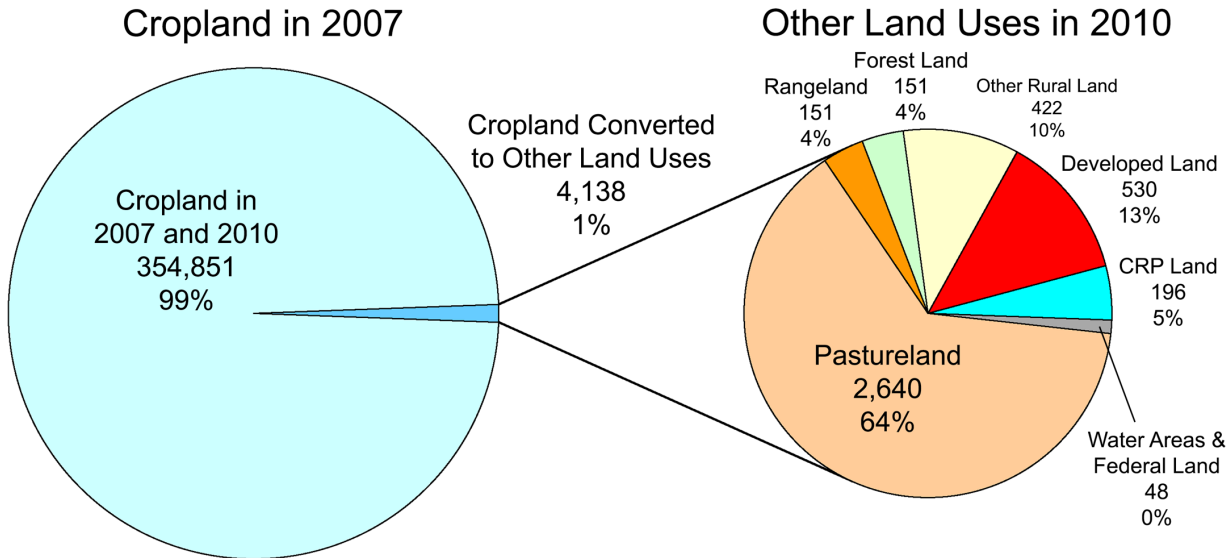 Cropland in 2007
Cropland in
2007 and 2010
354,851
99%
Cropland Converted
to Other Land Uses
4,138
1%
Other Land Uses in 2010
Rangeland
151
4%
Forest Land
151
4%
Other Rural Land
422
10%
Developed Land
530
13%
CRP Land
196
5%
Water Areas &
Federal Land
48
0%
Pastureland
2,640
64%